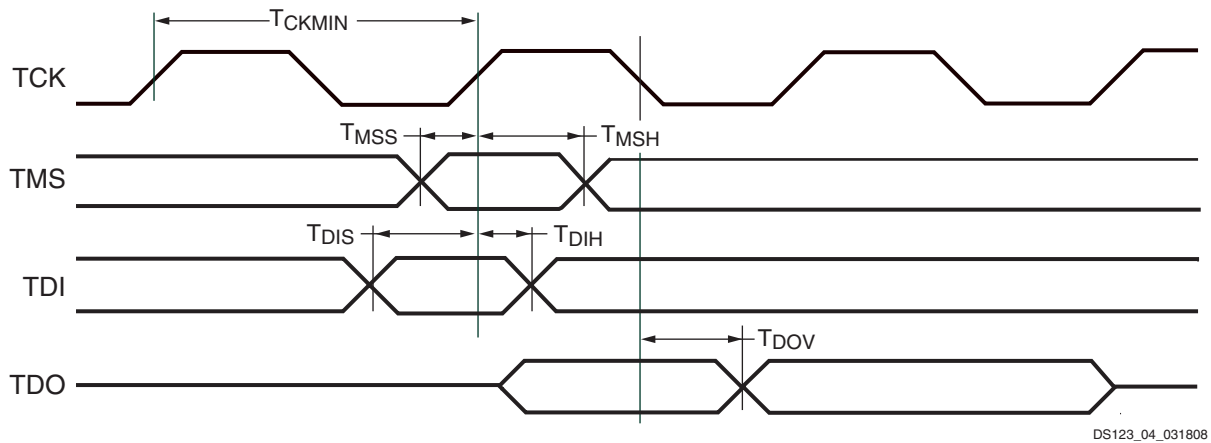 TCKMIN
TCK
TMSS
TMSH
TMS
TDIS
TDIH
TDI
TDOV
TDO
DS123_04_031808